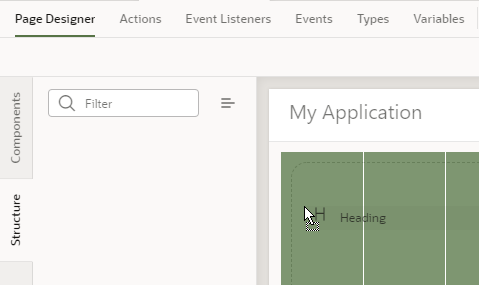 Page Designer Actions Event Listeners Events Types Variables
Components
Structure
Filter
My Application
H Heading